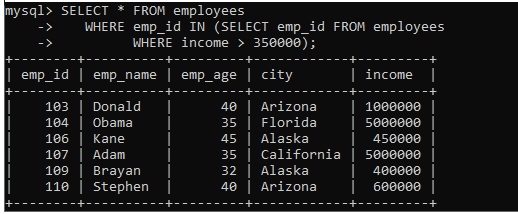 mysql> SELECT * FROM employees
    ->     WHERE emp_id IN (SELECT emp_id FROM employees
    ->           WHERE income > 350000);
+--------+----------+---------+------------+---------+
| emp_id | emp_name | emp_age | city       | income  |
+--------+----------+---------+------------+---------+
|    103 | Donald   |      40 | Arizona    | 1000000 |
|    104 | Obama    |      35 | Florida    | 5000000 |
|    106 | Kane     |      45 | Alaska     |  450000 |
|    107 | Adam     |      35 | California | 5000000 |
|    109 | Brayan   |      32 | Alaska     |  400000 |
|    110 | Stephen  |      40 | Arizona    |  600000 |
+--------+----------+---------+------------+---------+